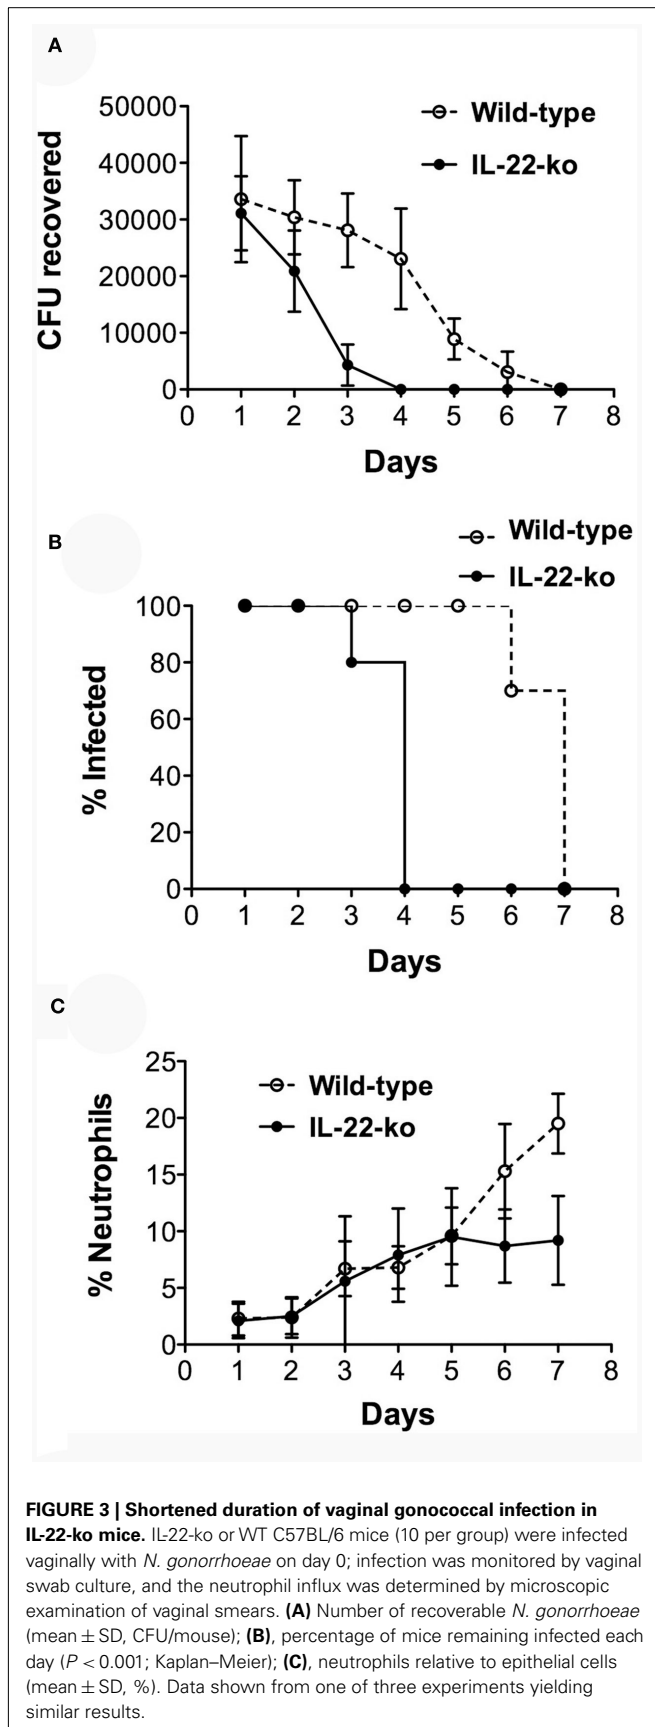 A
50000
40000
30000
20000
10000
0
CFU recovered
Wild-type
IL-22-ko
0 1 2 3 4 5 6 7 8
Days
B
Wild-type
IL-22-ko
100
80
60
40
20
0
% Infected
0 1 2 3 4 5 6 7 8
Days
C
25
20
15
10
5
0
% Neutrophils
Wild-type
IL-22-ko
0 1 2 3 4 5 6 7 8
Days
FIGURE 3 | Shortened duration of vaginal gonococcal infection in
IL-22-ko mice. IL-22-ko or WT C57BL/6 mice (10 per group) were infected
vaginally with N. gonorrhoeae on day 0; infection was monitored by vaginal
swab culture, and the neutrophil influx was determined by microscopic
examination of vaginal smears. (A) Number of recoverable N. gonorrhoeae
(mean ± SD, CFU/mouse); (B), percentage of mice remaining infected each
day (P < 0.001; Kaplan–Meier); (C), neutrophils relative to epithelial cells
(mean ± SD, %). Data shown from one of three experiments yielding
similar results.